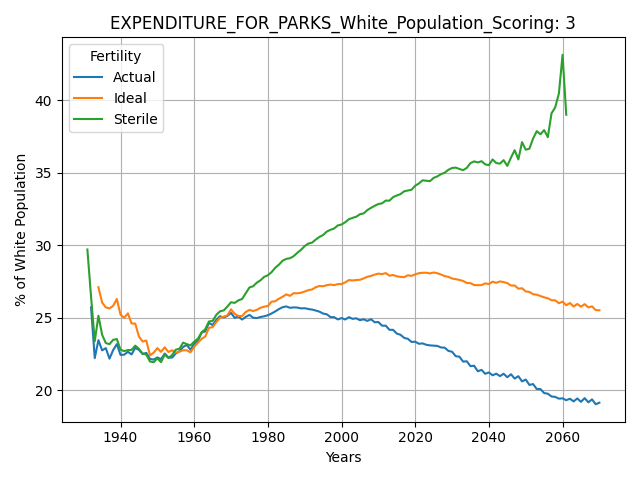 EXPENDITURE_FOR_PARKS_White_Population_Scoring: 3
Fertility
Actual
Ideal
Sterile
% of White Population
40
35
30
25
20
1940 1960 1980 2000 2020 2040 2060
Years